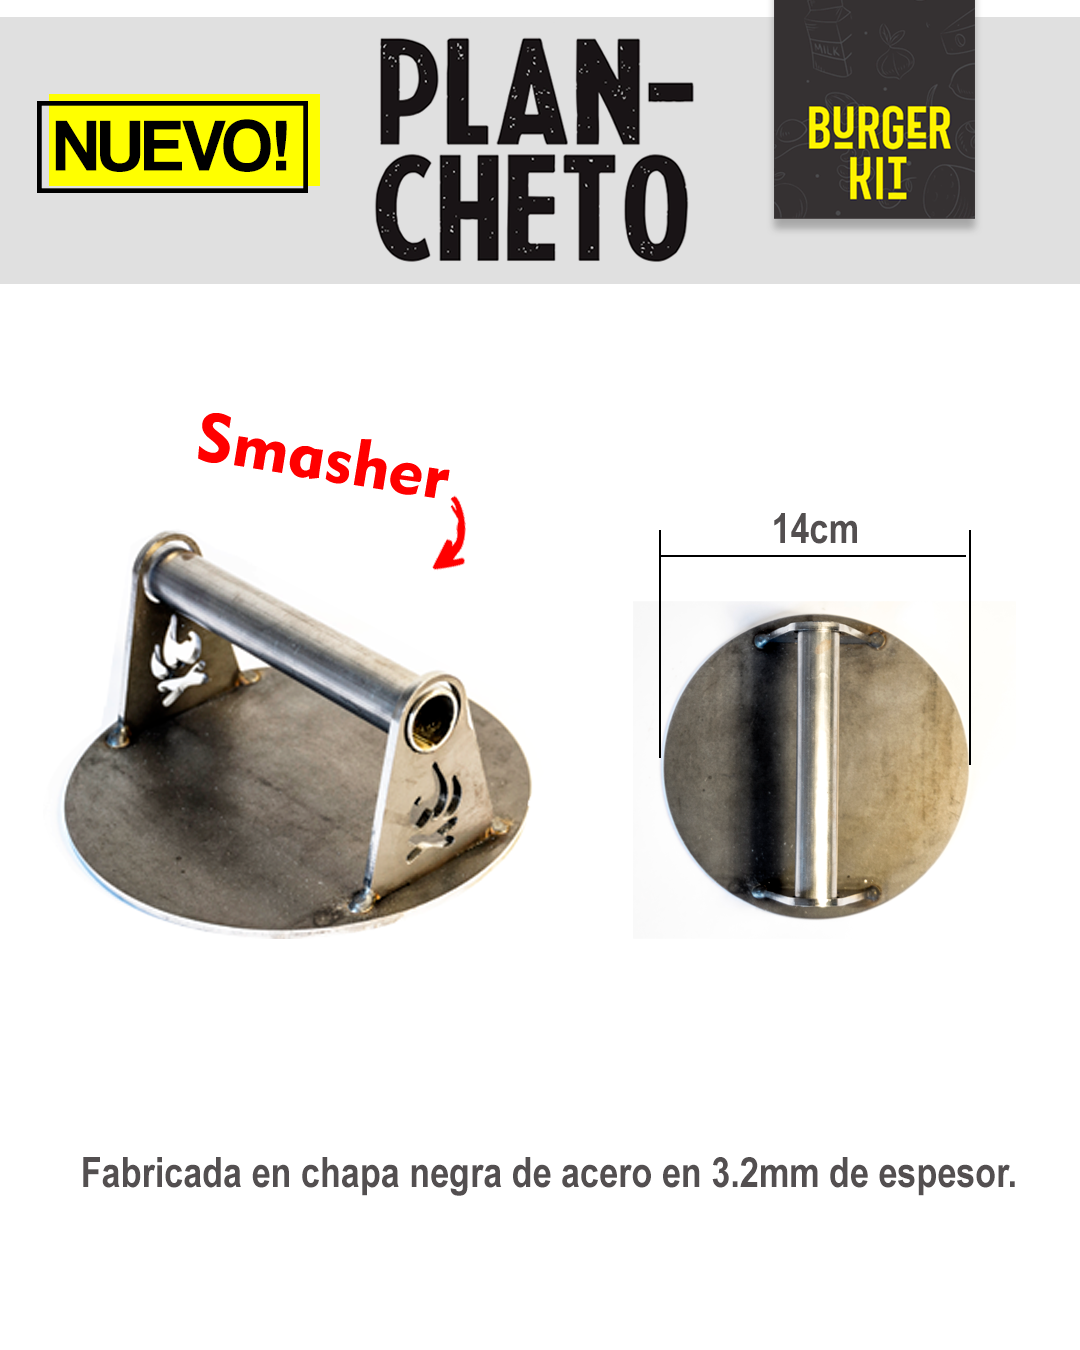 NUEVO!
PLAN-
CHETO
MILK
BURGER
KIT
Smasher
14cm
Fabricada en chapa negra de acero en 3.2mm de espesor.